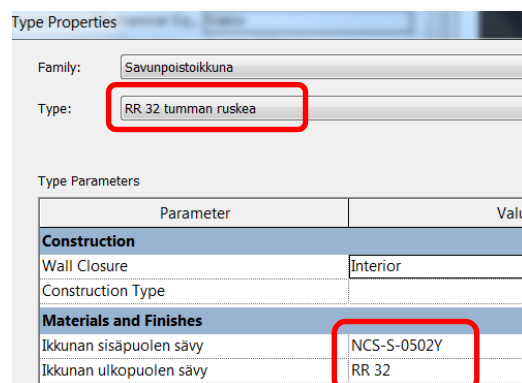 Type Properties
Family: Savunpoistoikkuna
Type: RR 32 tumman ruskea
Type Parameters
Parameter Valu
Construction
Wall Closure Interior
Construction Type
Materials and Finishes
Ikkunan sisäpuolen sävy NCS-S-0502Y
Ikkunan ulkopuolen sävy RR 32